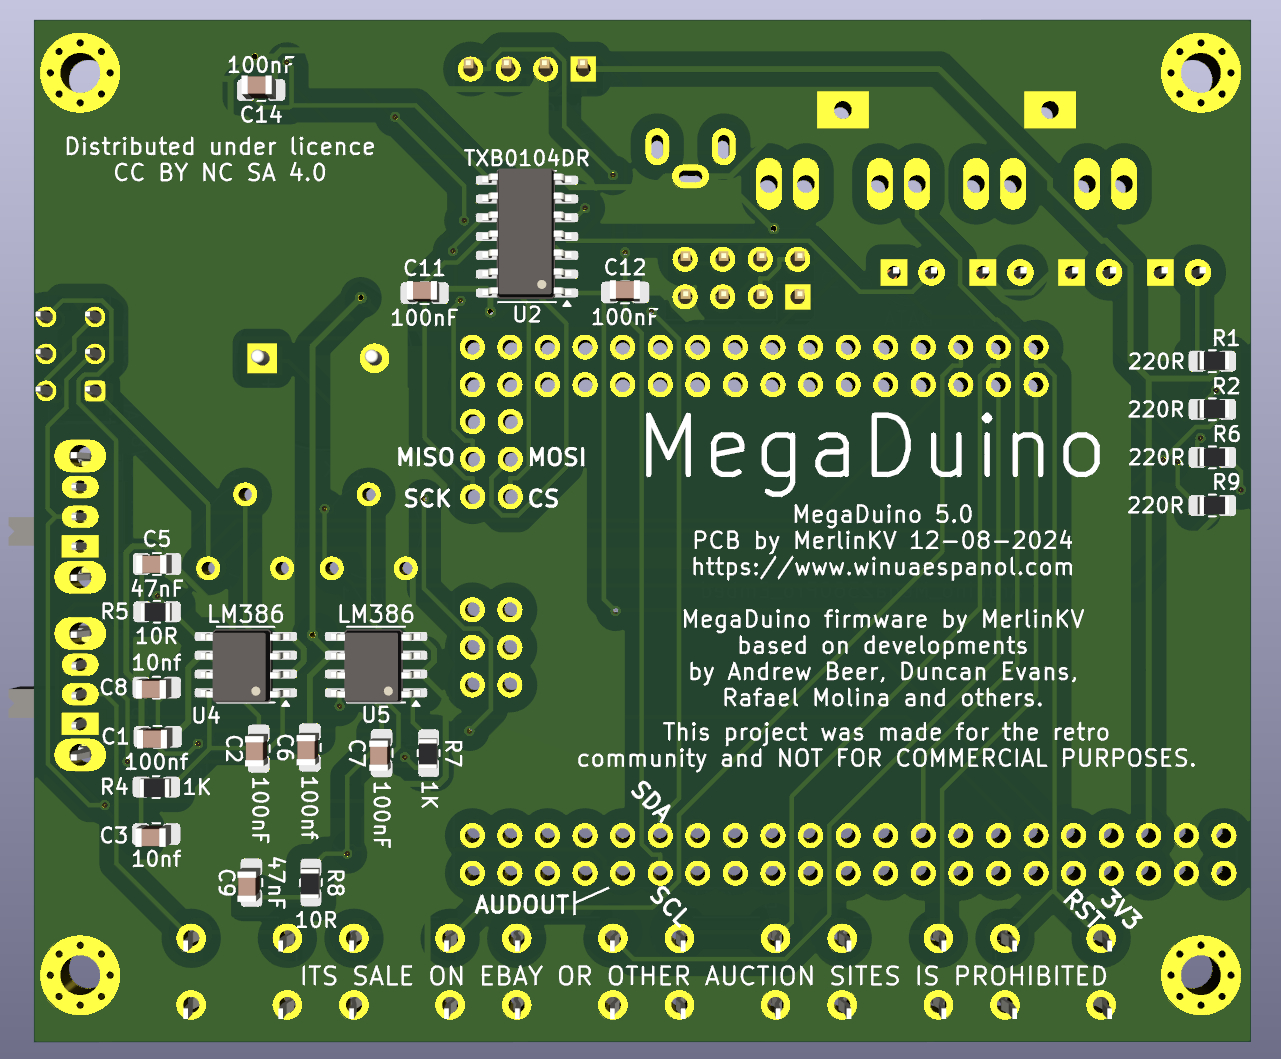 100nF
C14
Distributed under licence
CC BY NC SA 4.0
TXB0104DR
C11
100nF
U2
C12
100nF
R1
220R
R2
220R
R6
220R
R9
220R
MegaDuino
MISO
MOSI
SCK
CS
MegaDuino 5.0
PCB by MerlinKV 12-08-2024
https://www.winuaespanol.com
MegaDuino firmware by MerlinKV
based on developments
by Andrew Beer, Duncan Evans,
Rafael Molina and others.
This project was made for the retro
community and NOT FOR COMMERCIAL PURPOSES.
C5
47nF
R5
10R
10nf
C8
LM386
U4
LM386
U5
C1
100nf
R4
1K
C3
10nf
C2
100nF
C6
100nf
C7
100nF
R7
1K
C9
47nF
R8
10R
SDA
AUDOUT
SCL
RST
3V3
ITS SALE ON EBAY OR OTHER AUCTION SITES IS PROHIBITED